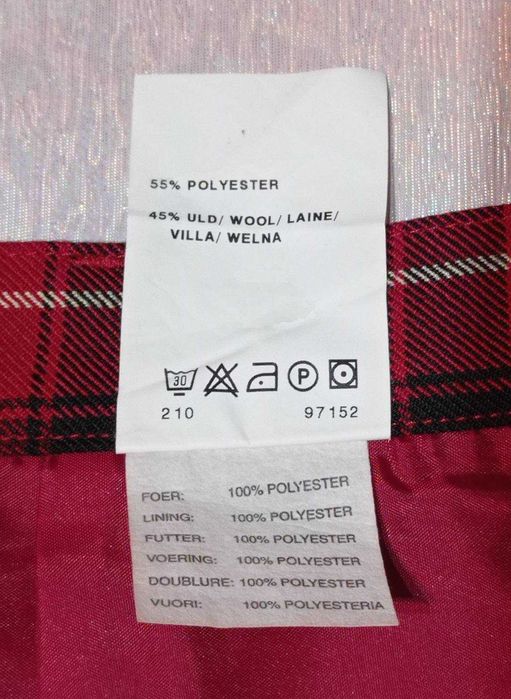 55% POLYESTER
45% ULD/ WOOL/ LAINE/
VILLA/ WELNA
30 P
210 97152
FOER: 100% POLYESTER
LINING: 100% POLYESTER
FUTTER: 100% POLYESTER
VOERING: 100% POLYESTER
DOUBLURE: 100% POLYESTER
VUORI: 100% POLYESTERIA